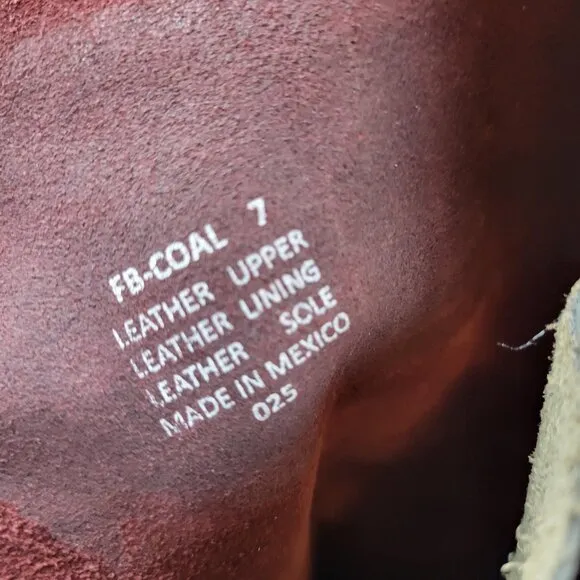 FB-COAL 7
LEATHER UPPER
LEATHER LINING
LEATHER SOLE
MADE IN MEXICO
025